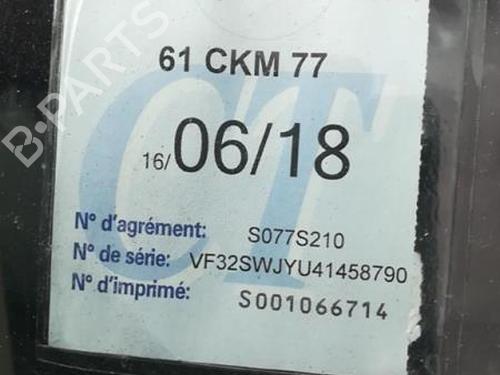 B-PARTS
61 CKM 77
CT
16/06/18
N° d'agrément: S077S210
N° de série: VF32SWJYU41458790
N° d'imprimé: S001066714